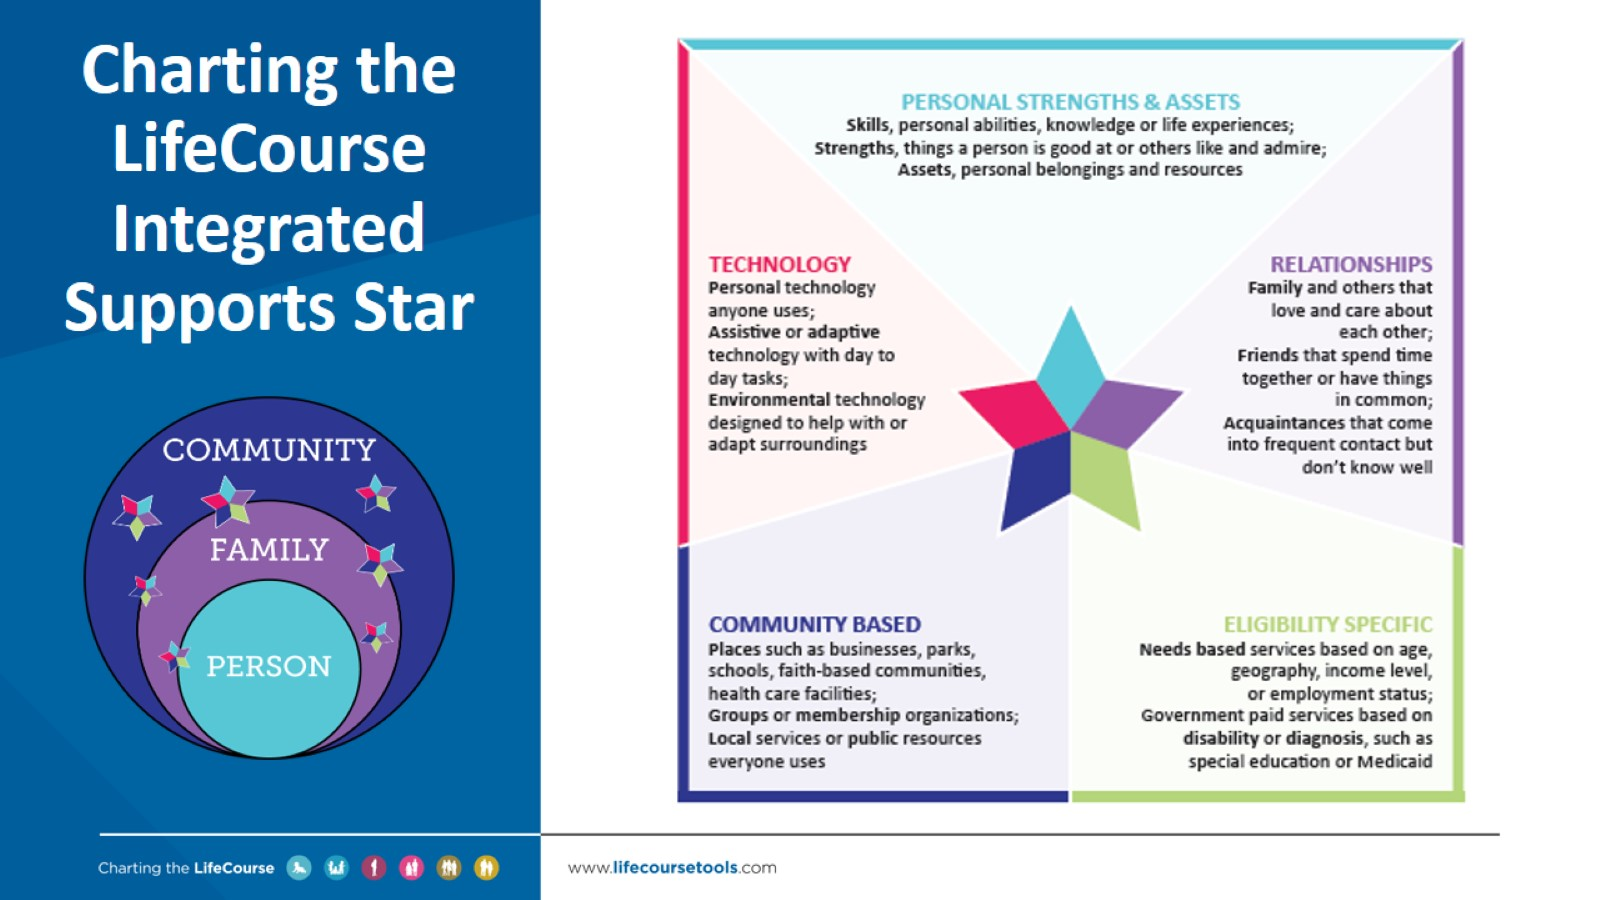 Charting the
LifeCourse
Integrated
Supports Star
COMMUNITY
FAMILY
PERSON
PERSONAL STRENGTHS & ASSETS
Skills, personal abilities, knowledge or life experiences;
Strengths, things a person is good at or others like and admire;
Assets, personal belongings and resources
TECHNOLOGY
Personal technology
anyone uses;
Assistive or adaptive
technology with day to
day tasks;
Environmental technology
designed to help with or
adapt surroundings
RELATIONSHIPS
Family and others that
love and care about
each other;
Friends that spend time
together or have things
in common;
Acquaintances that come
into frequent contact but
don't know well
COMMUNITY BASED
Places such as businesses, parks,
schools, faith-based communities,
health care facilities;
Groups or membership organizations;
Local services or public resources
everyone uses
ELIGIBILITY SPECIFIC
Needs based services based on age,
geography, income level,
or employment status;
Government paid services based on
disability or diagnosis, such as
special education or Medicaid
Charting the LifeCourse
www.lifecoursetools.com